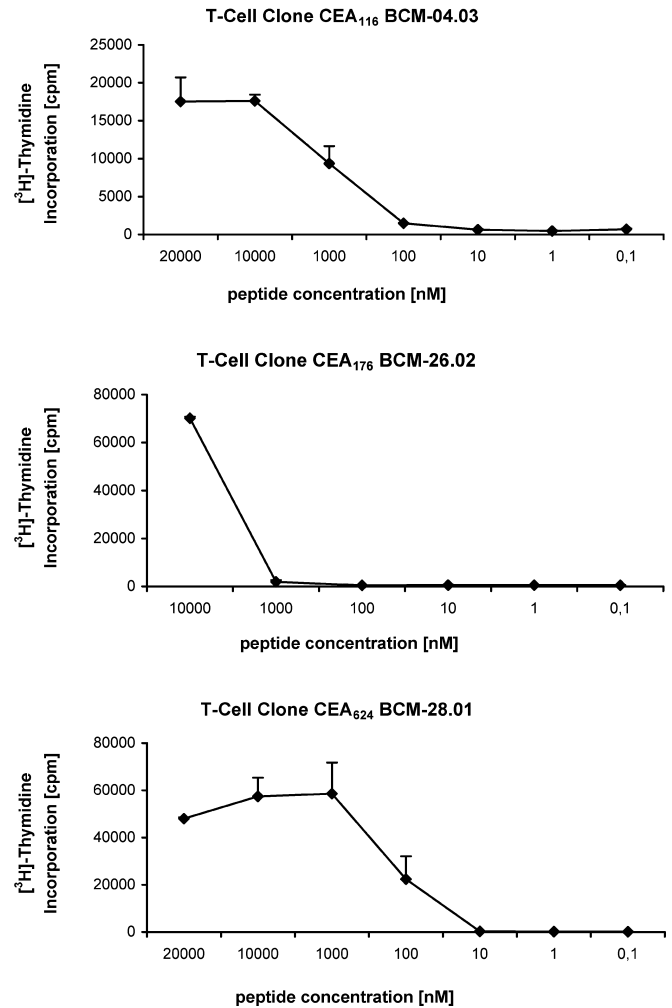 T-Cell Clone CEA116 BCM-04.03
[3H]-Thymidine
Incorporation [cpm]
25000
20000
15000
10000
5000
0
20000 10000 1000 100 10 1 0,1
peptide concentration [nM]
T-Cell Clone CEA176 BCM-26.02
[3H]-Thymidine
Incorporation [cpm]
80000
60000
40000
20000
0
10000 1000 100 10 1 0,1
peptide concentration [nM]
T-Cell Clone CEA624 BCM-28.01
[3H]-Thymidine
Incorporation [cpm]
80000
60000
40000
20000
0
20000 10000 1000 100 10 1 0,1
peptide concentration [nM]